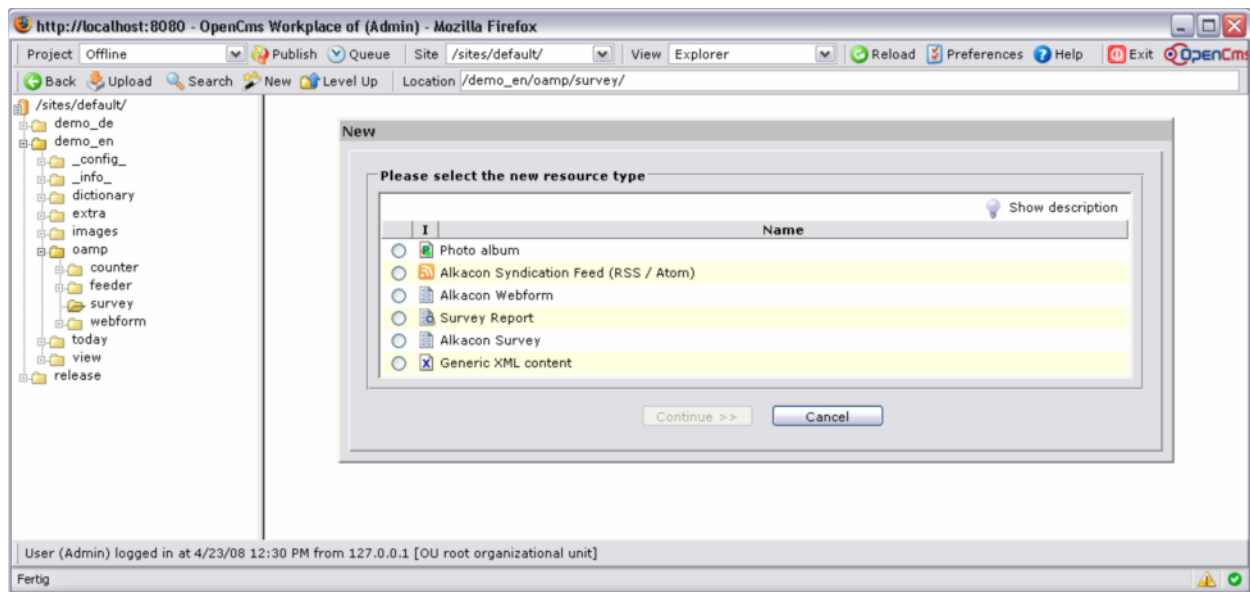 http://localhost:8080 - OpenCms Workplace of (Admin) - Mozilla Firefox
Project Offline Publish Queue Site /sites/default/ View Explorer Reload Preferences Help Exit OpenCms
Back Upload Search New Level Up Location /demo_en/oamp/survey/
/sites/default/
demo_de
demo_en
_config_
_info_
dictionary
extra
images
oamp
counter
feeder
survey
webform
today
view
release
New
Please select the new resource type
Show description
I Name
Photo album
Alkacon Syndication Feed (RSS / Atom)
Alkacon Webform
Survey Report
Alkacon Survey
Generic XML content
Continue >> Cancel
User (Admin) logged in at 4/23/08 12:30 PM from 127.0.0.1 [OU root organizational unit]
Fertig